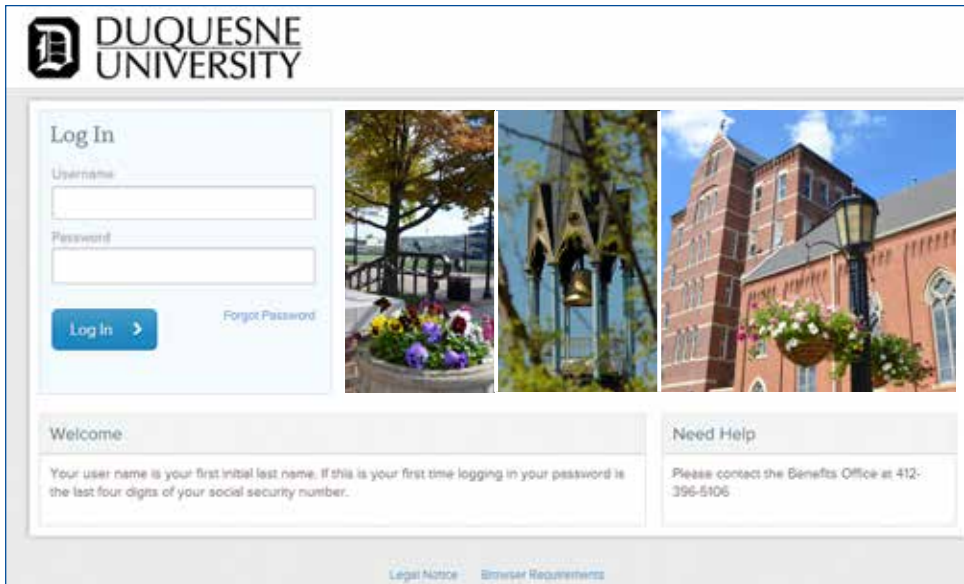 DUQUESNE
UNIVERSITY
Log In
Username
Password
Log In
Forgot Password
Welcome
Your user name is your first initial last name. If this is your first time logging in your password is
the last four digits of your social security number.
Need Help
Please contact the Benefits Office at 412-
396-5106
Legal Notice Browser Requirements